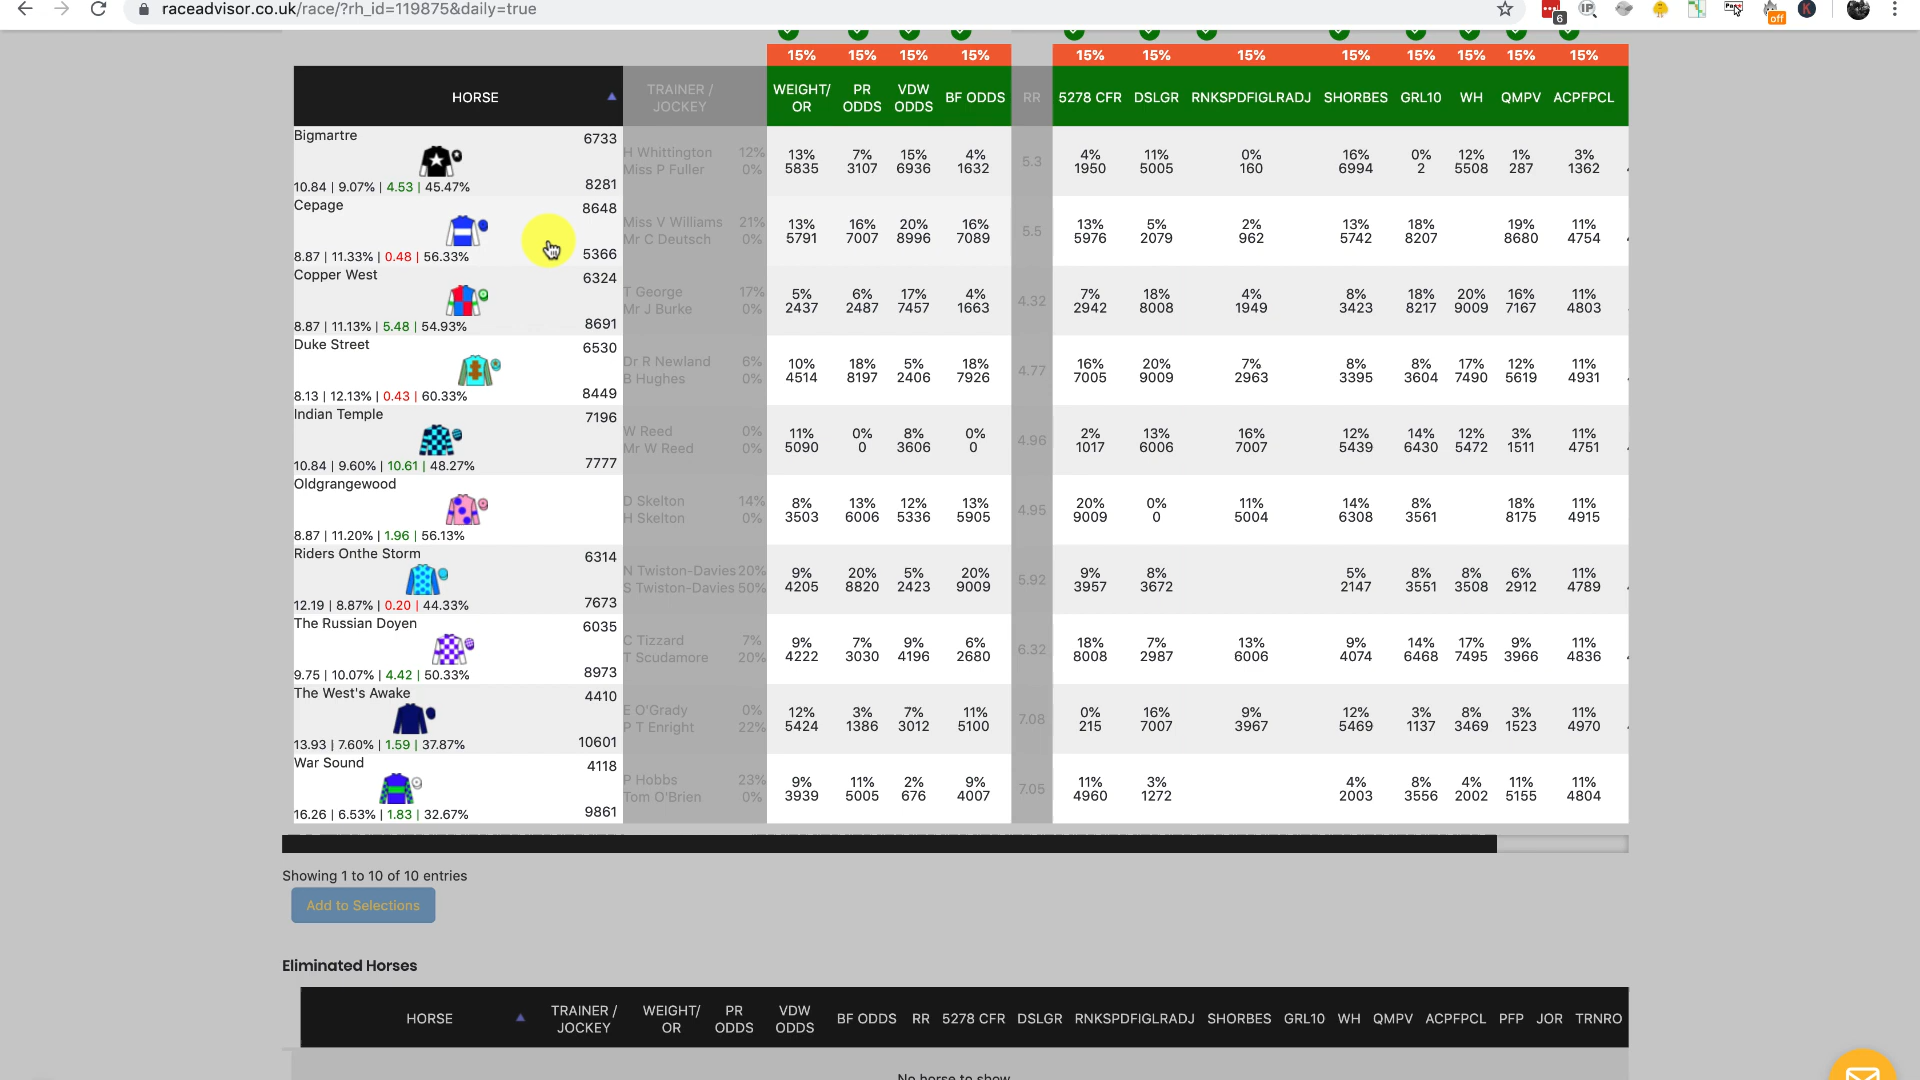 raceadvisor.co.uk/race/?rh_id=119875&daily=true
6 IP off K
15% 15% 15% 15% 15% 15% 15% 15% 15% 15% 15% 15%
HORSE TRAINER / JOCKEY WEIGHT/ OR PR ODDS VDW ODDS BF ODDS RR 5278 CFR DSLGR RNKSPDFIGLRADJ SHORBES GRL10 WH QMPV ACPFPCL
Bigmartre 6733
H Whittington 12% 13% 7% 15% 4% 5.3 4% 11% 0% 16% 0% 12% 1% 3%
Miss P Fuller 0% 5835 3107 6936 1632 1950 5005 160 6994 2 5508 287 1362
10.84 | 9.07% | 4.53 | 45.47% 8281
Cepage 8648
Miss V Williams 21% 13% 16% 20% 16% 5.5 13% 5% 2% 13% 18% 19% 11%
Mr C Deutsch 0% 5791 7007 8996 7089 5976 2079 962 5742 8207 8680 4754
8.87 | 11.33% | 0.48 | 56.33% 5366
Copper West 6324
T George 17% 5% 6% 17% 4% 4.32 7% 18% 4% 8% 18% 20% 16% 11%
Mr J Burke 0% 2437 2487 7457 1663 2942 8008 1949 3423 8217 9009 7167 4803
8.87 | 11.13% | 5.48 | 54.93% 8691
Duke Street 6530
Dr R Newland 6% 10% 18% 5% 18% 4.77 16% 20% 7% 8% 8% 17% 12% 11%
B Hughes 0% 4514 8197 2406 7926 7005 9009 2963 3395 3604 7490 5619 4931
8.13 | 12.13% | 0.43 | 60.33% 8449
Indian Temple 7196
W Reed 0% 11% 0% 8% 0% 4.96 2% 13% 16% 12% 14% 12% 3% 11%
Mr W Reed 0% 5090 0 3606 0 1017 6006 7007 5439 6430 5472 1511 4751
10.84 | 9.60% | 10.61 | 48.27% 7777
Oldgrangewood
D Skelton 14% 8% 13% 12% 13% 4.95 20% 0% 11% 14% 8% 18% 11%
H Skelton 0% 3503 6006 5336 5905 9009 0 5004 6308 3561 8175 4915
8.87 | 11.20% | 1.96 | 56.13%
Riders Onthe Storm 6314
N Twiston-Davies 20% 9% 20% 5% 20% 5.92 9% 8% 5% 8% 8% 6% 11%
S Twiston-Davies 50% 4205 8820 2423 9009 3957 3672 2147 3551 3508 2912 4789
12.19 | 8.87% | 0.20 | 44.33% 7673
The Russian Doyen 6035
C Tizzard 7% 9% 7% 9% 6% 6.32 18% 7% 13% 9% 14% 17% 9% 11%
T Scudamore 20% 4222 3030 4196 2680 8008 2987 6006 4074 6468 7495 3966 4836
9.75 | 10.07% | 4.42 | 50.33% 8973
The West's Awake 4410
E O'Grady 0% 12% 3% 7% 11% 7.08 0% 16% 9% 12% 3% 8% 3% 11%
P T Enright 22% 5424 1386 3012 5100 215 7007 3967 5469 1137 3469 1523 4970
13.93 | 7.60% | 1.59 | 37.87% 10601
War Sound 4118
P Hobbs 23% 9% 11% 2% 9% 7.05 11% 3% 4% 8% 4% 11% 11%
Tom O'Brien 0% 3939 5005 676 4007 4960 1272 2003 3556 2002 5155 4804
16.26 | 6.53% | 1.83 | 32.67% 9861
Showing 1 to 10 of 10 entries
Add to Selections
Eliminated Horses
HORSE TRAINER / JOCKEY WEIGHT/ OR PR ODDS VDW ODDS BF ODDS RR 5278 CFR DSLGR RNKSPDFIGLRADJ SHORBES GRL10 WH QMPV ACPFPCL PFP JOR TRNRO
No horse to show